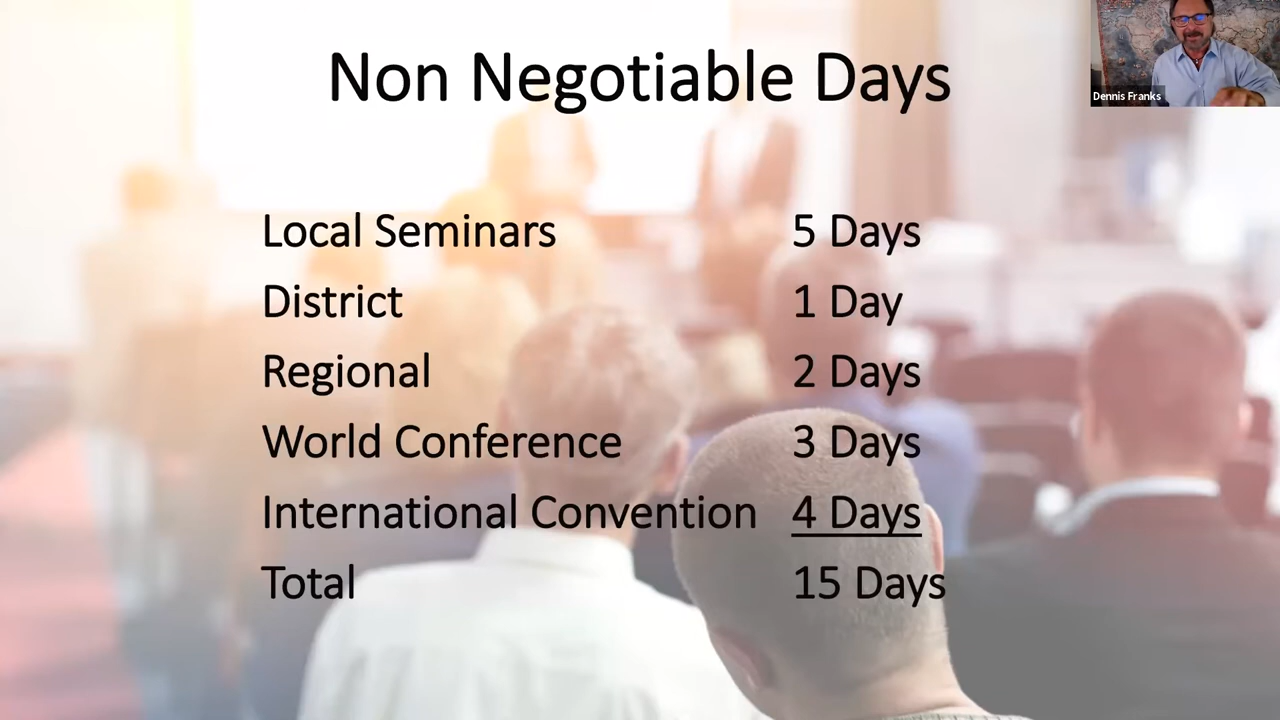 Non Negotiable Days
Dennis Franks
Local Seminars 5 Days
District 1 Day
Regional 2 Days
World Conference 3 Days
International Convention 4 Days
Total 15 Days